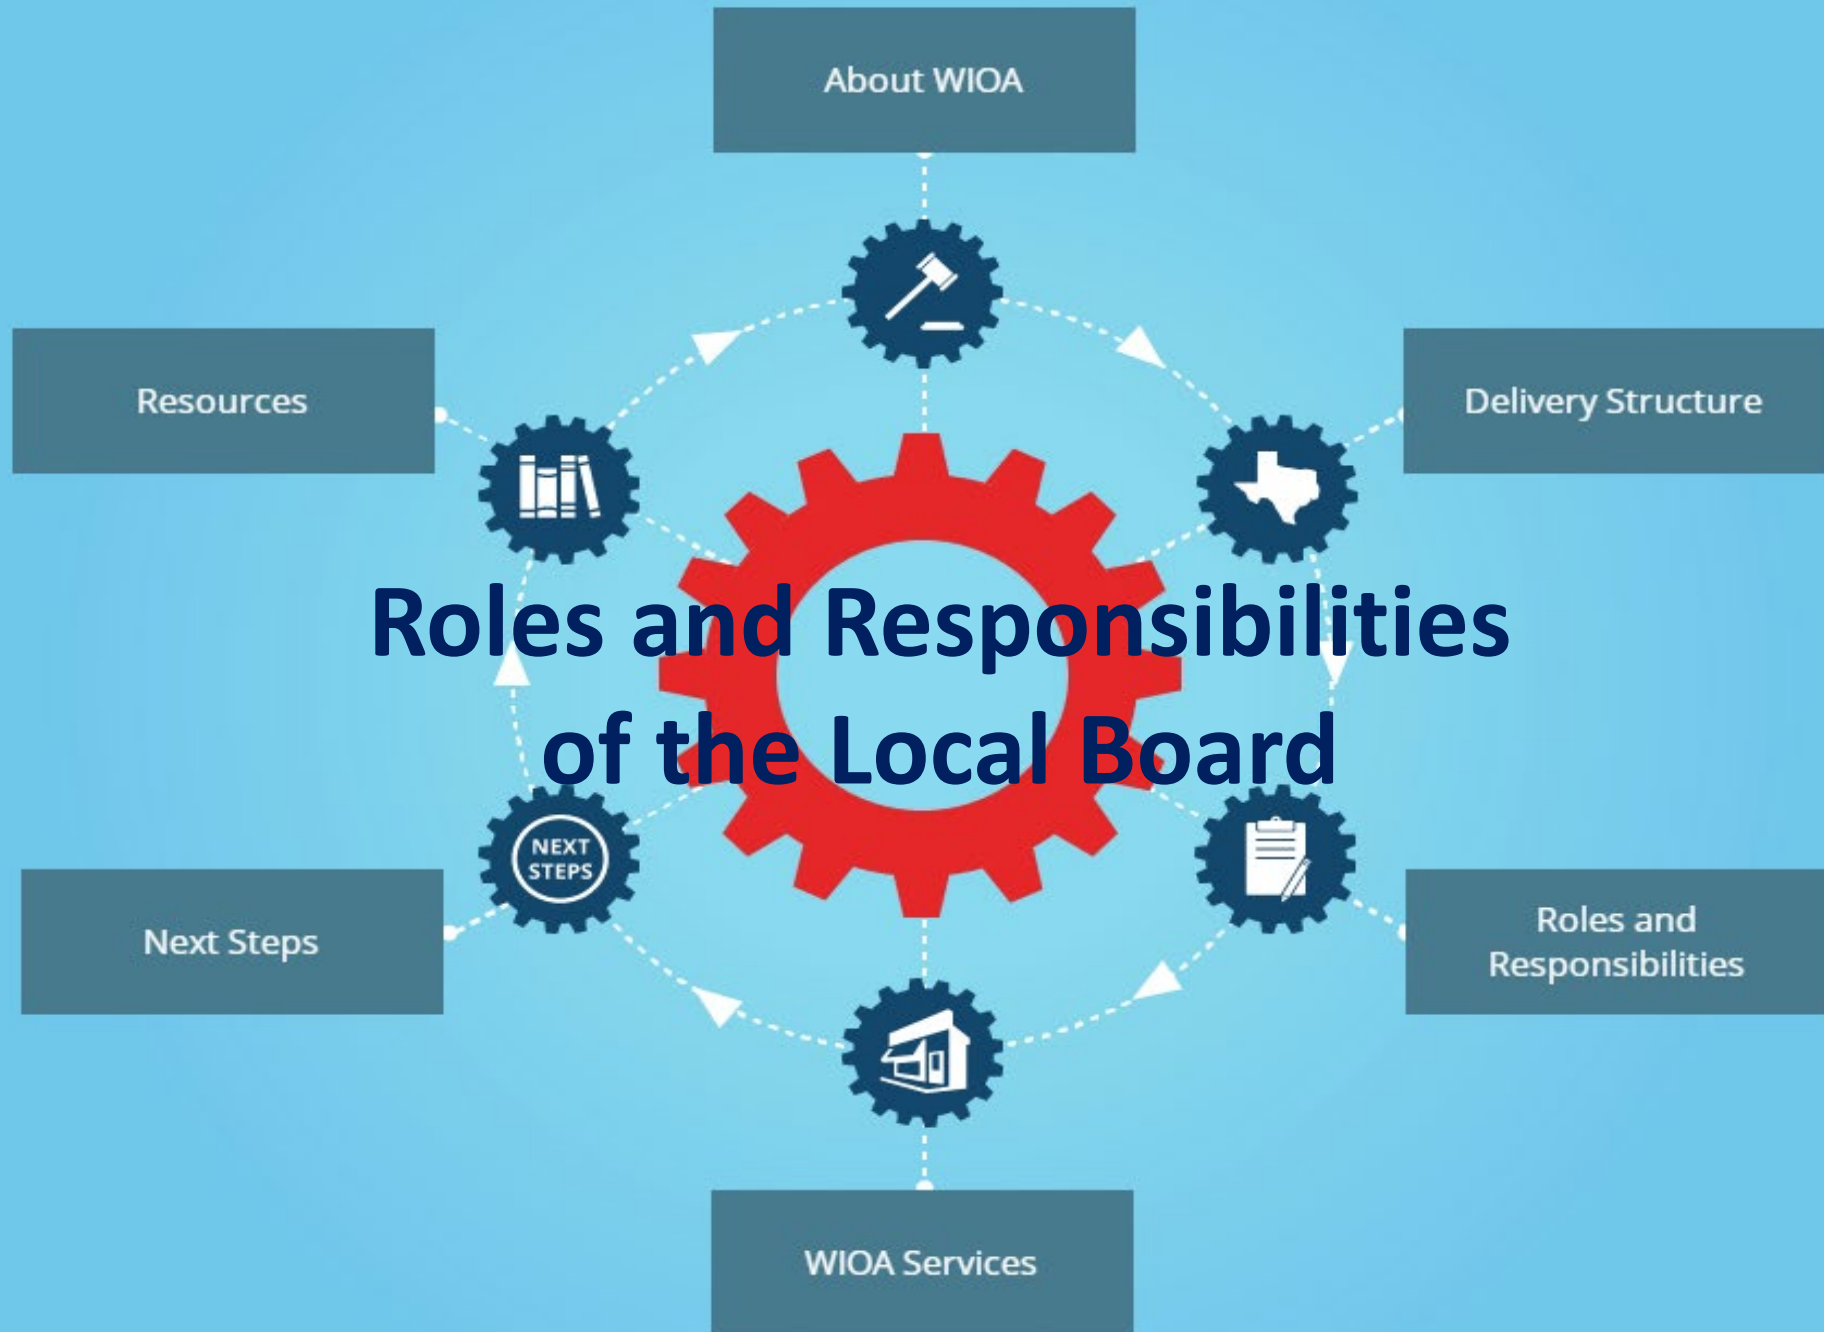 About WIOA
Resources
Delivery Structure
Roles and Responsibilities
of the Local Board
NEXT
STEPS
Next Steps
Roles and
Responsibilities
WIOA Services